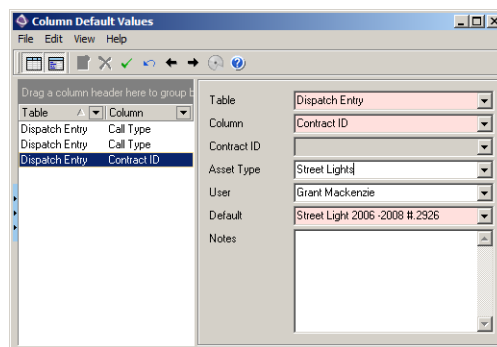 Column Default Values
File Edit View Help
Drag a column header here to group b
Table Column
Dispatch Entry Call Type
Dispatch Entry Call Type
Dispatch Entry Contract ID
Table Dispatch Entry
Column Contract ID
Contract ID
Asset Type Street Lights
User Grant Mackenzie
Default Street Light 2006 -2008 #.2926
Notes